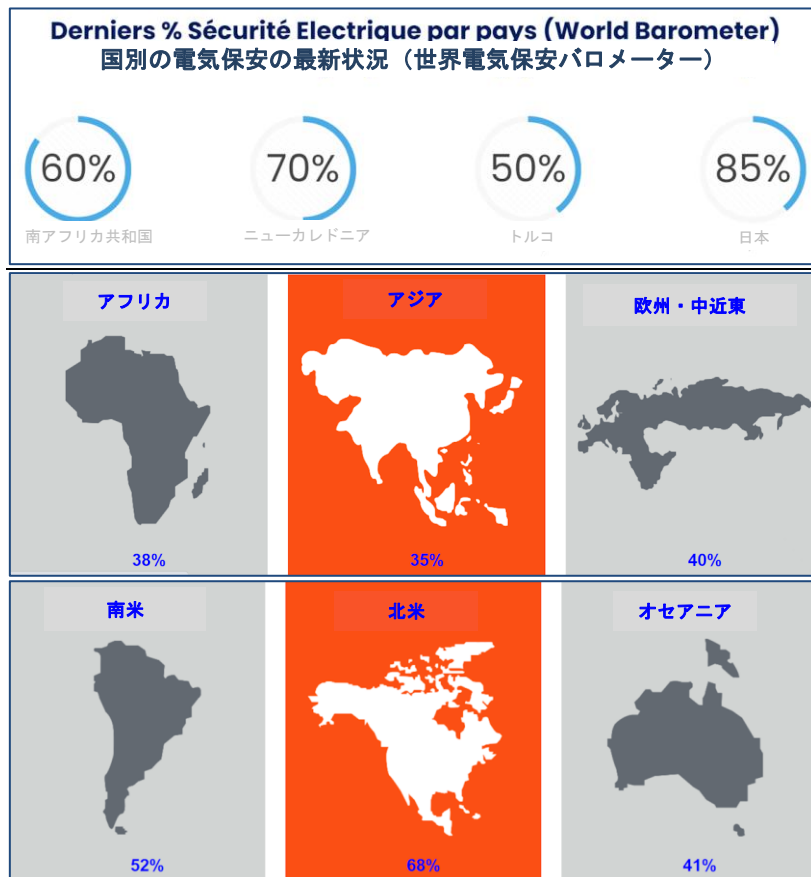 Derniers % Sécurité Electrique par pays (World Barometer)
国別の電気保安の最新状況（世界電気保安バロメーター）
60% 70% 50% 85%
南アフリカ共和国 ニューカレドニア トルコ 日本
アフリカ アジア 欧州・中近東
38% 35% 40%
南米 北米 オセアニア
52% 68% 41%